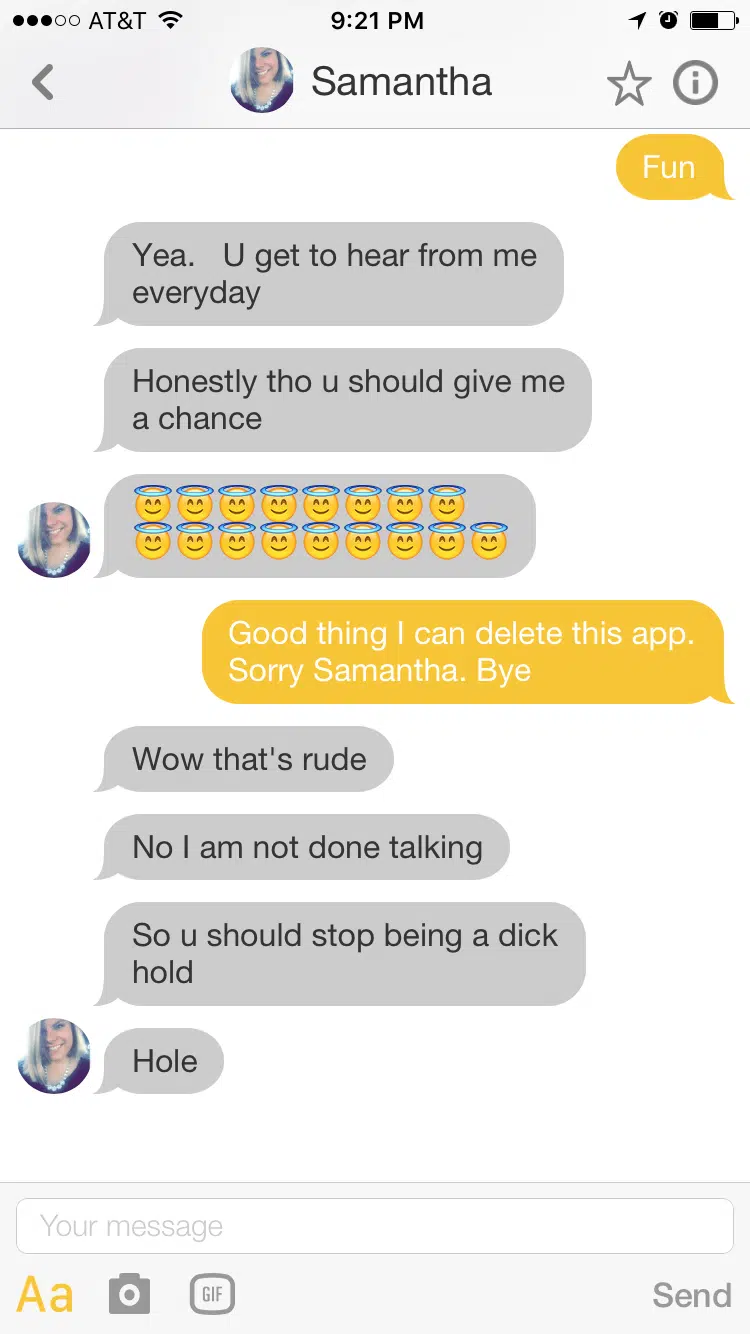 AT&T 9:21 PM
Samantha
Fun
Yea.   U get to hear from me
everyday
Honestly tho u should give me
a chance
😇😇😇😇😇😇😇😇
😇😇😇😇😇😇😇😇😇
Good thing I can delete this app.
Sorry Samantha. Bye
Wow that's rude
No I am not done talking
So u should stop being a dick
hold
Hole
Your message
Aa GIF Send